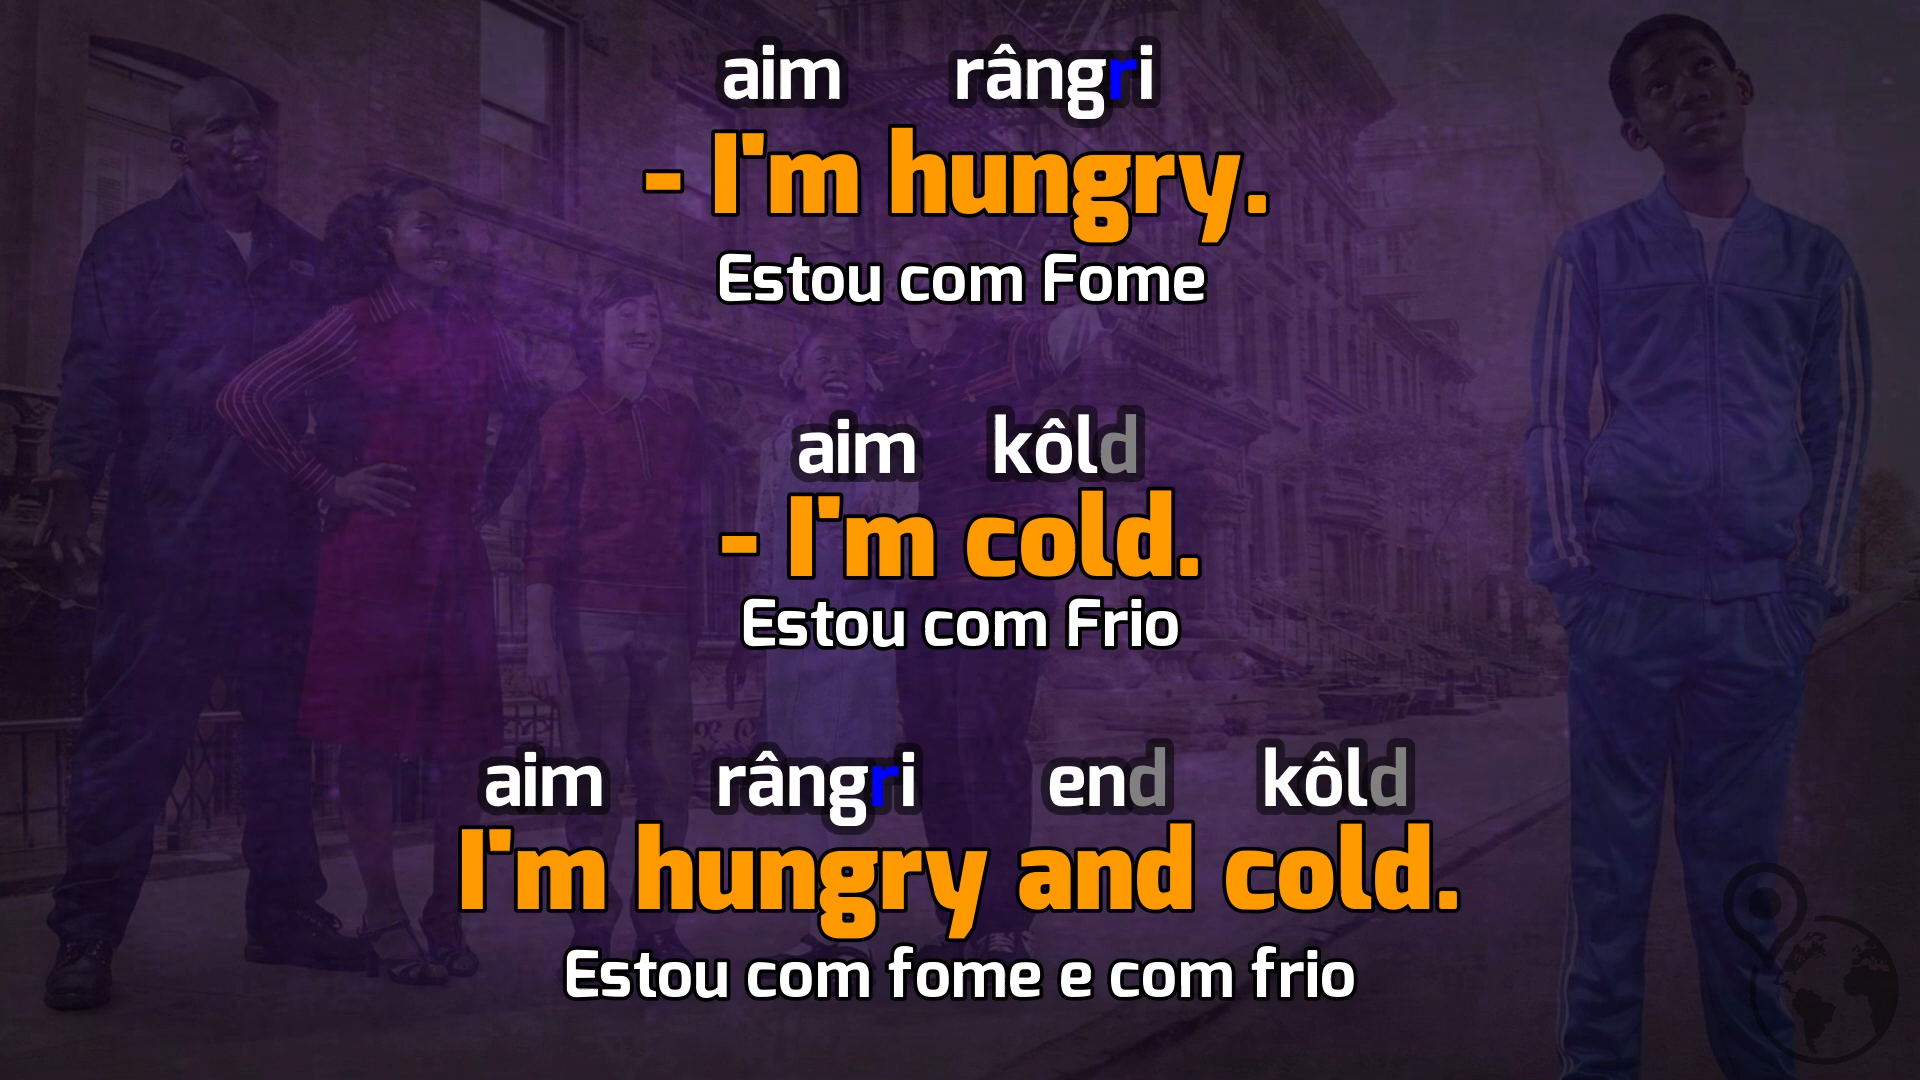 aim rângri
- I'm hungry.
Estou com Fome
aim kôld
- I'm cold.
Estou com Frio
aim rângri end kôld
I'm hungry and cold.
Estou com fome e com frio